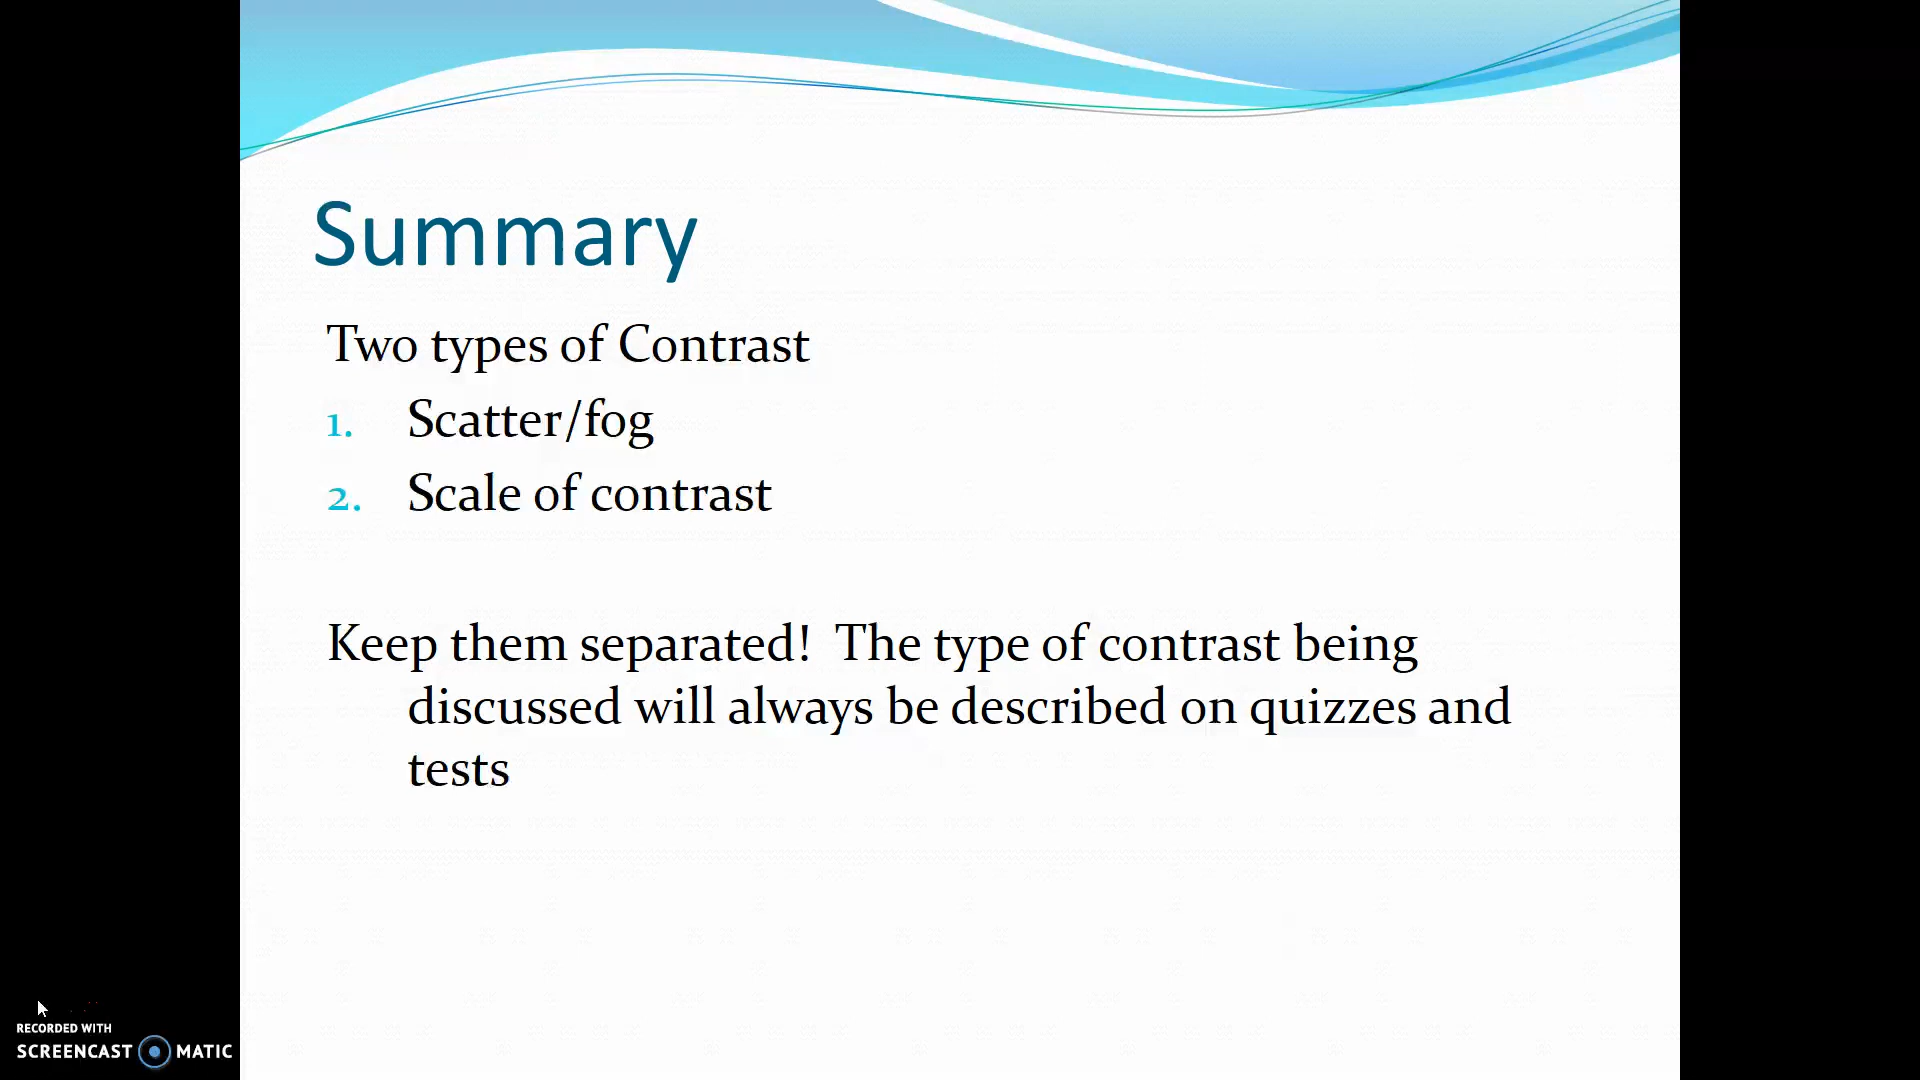 Summary
Two types of Contrast
1. Scatter/fog
2. Scale of contrast
Keep them separated!  The type of contrast being
discussed will always be described on quizzes and
tests
RECORDED WITH
SCREENCAST MATIC